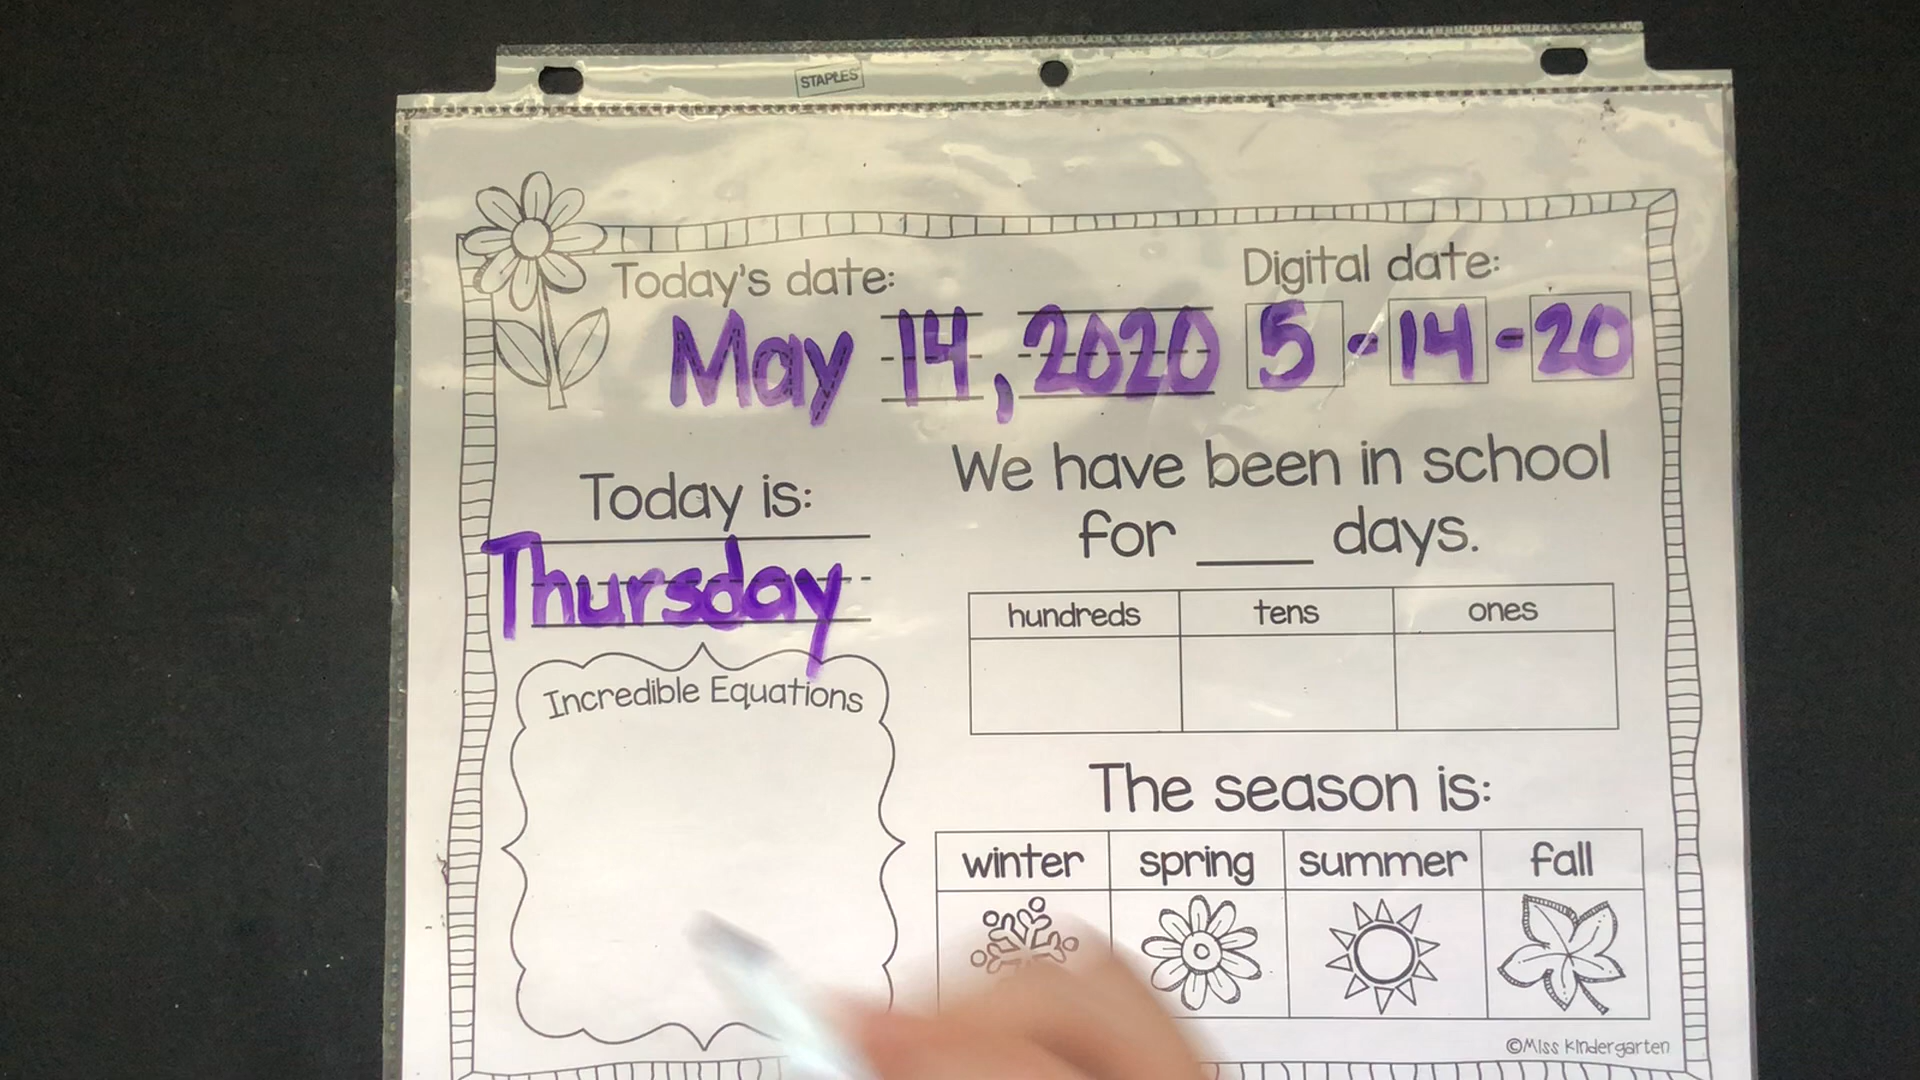 STAPLES
Today's date:
Digital date:
May 14, 2020
5 - 14 - 20
Today is:
Thursday
We have been in school
for ____ days.
hundreds tens ones
Incredible Equations
The season is:
winter spring summer fall
©Miss Kindergarten